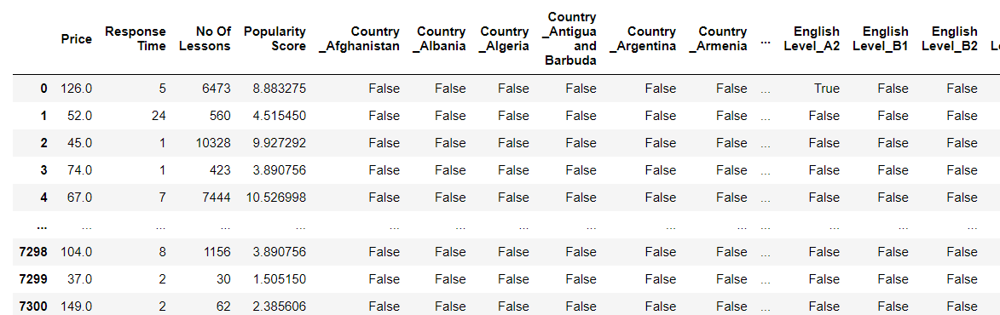 Price Response Time No Of Lessons Popularity Score Country _Afghanistan Country _Albania Country _Algeria Country _Antigua and Barbuda Country _Argentina Country _Armenia ... English Level_A2 English Level_B1 English Level_B2
0 126.0 5 6473 8.883275 False False False False False False ... True False False
1 52.0 24 560 4.515450 False False False False False False ... False False False
2 45.0 1 10328 9.927292 False False False False False False ... False False False
3 74.0 1 423 3.890756 False False False False False False ... False False False
4 67.0 7 7444 10.526998 False False False False False False ... False False False
... ... ... ... ... ... ... ... ... ... ... ... ... ... ...
7298 104.0 8 1156 3.890756 False False False False False False ... False False False
7299 37.0 2 30 1.505150 False False False False False False ... False False False
7300 149.0 2 62 2.385606 False False False False False False ... False False False